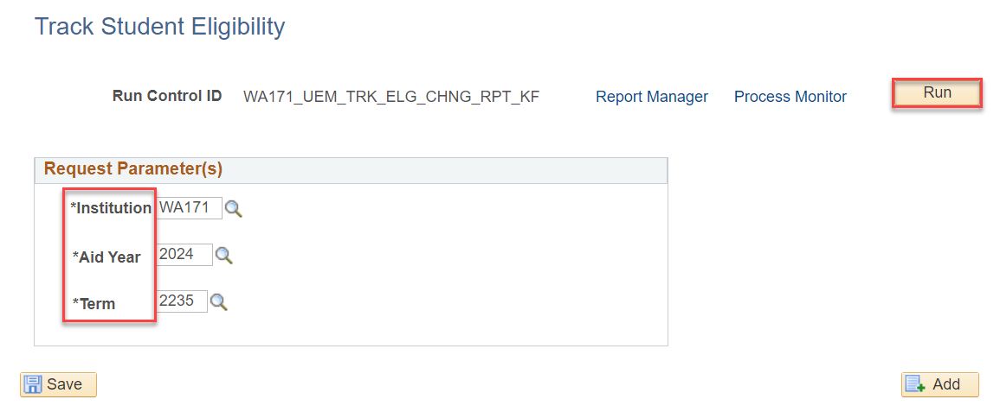 Track Student Eligibility
Run Control ID WA171_UEM_TRK_ELG_CHNG_RPT_KF Report Manager Process Monitor Run
Request Parameter(s)
*Institution WA171
*Aid Year 2024
*Term 2235
Save Add